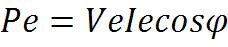 Pe = VeIecosφ